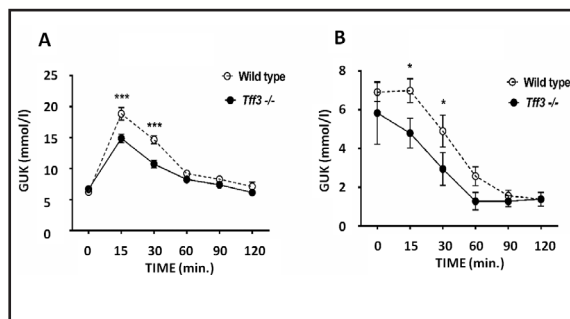 A
GUK (mmol/l)
25
20
15
10
5
0
***
***
Wild type
Tff3 -/-
0 15 30 60 90 120
TIME (min.)
B
GUK (mmol/l)
8
6
4
2
0
*
*
Wild type
Tff3 -/-
0 15 30 60 90 120
TIME (min.)